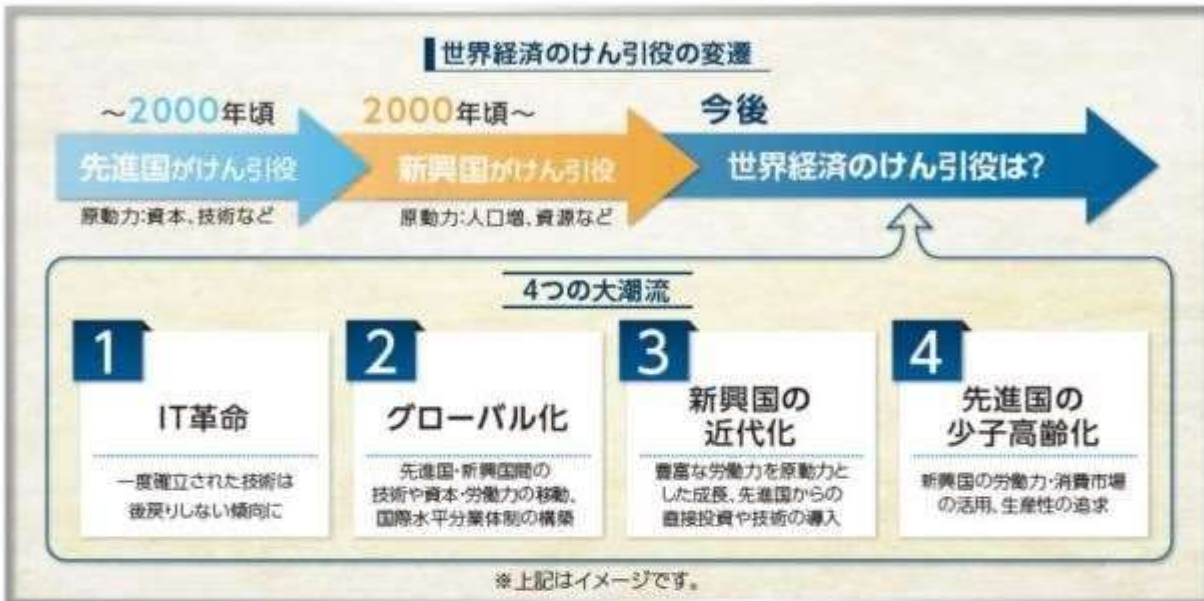 世界経済のけん引役の変遷
～2000年頃
2000年頃～
今後
先進国がけん引役
新興国がけん引役
世界経済のけん引役は?
原動力:資本、技術など
原動力:人口増、資源など
4つの大潮流
1
IT革命
一度確立された技術は
後戻りしない傾向に
2
グローバル化
先進国・新興国間の
技術や資本・労働力の移動、
国際水平分業体制の構築
3
新興国の
近代化
豊富な労働力を原動力と
した成長、先進国からの
直接投資や技術の導入
4
先進国の
少子高齢化
新興国の労働力・消費市場
の活用、生産性の追求
※上記はイメージです。